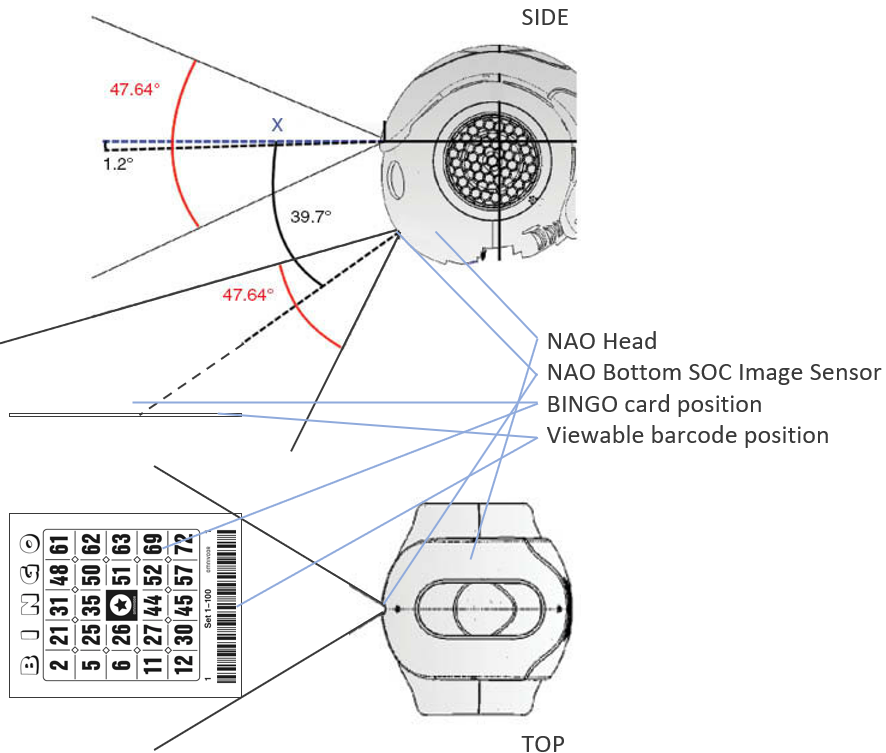 SIDE
47.64°
X
1.2°
39.7°
47.64°
NAO Head
NAO Bottom SOC Image Sensor
BINGO card position
Viewable barcode position
B I N G O
2 21 31 48 61
5 25 35 50 62
6 26 51 63
11 27 44 52 69
12 30 45 57 72
1 Set 1–100
TOP